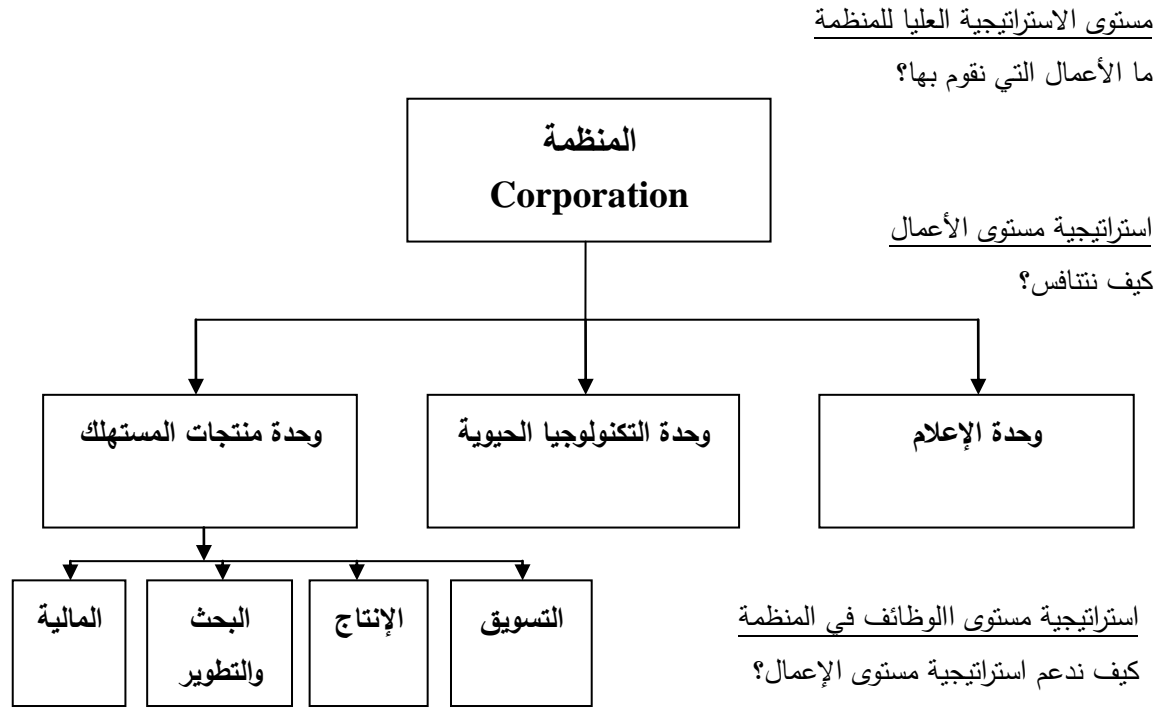 مستوى الاستراتيجية العليا للمنظمة
ما الأعمال التي نقوم بها؟
المنظمة
Corporation
استراتيجية مستوى الأعمال
كيف نتنافس؟
وحدة الإعلام
وحدة التكنولوجيا الحيوية
وحدة منتجات المستهلك
التسويق
الإنتاج
البحث
والتطوير
المالية
استراتيجية مستوى االوظائف في المنظمة
كيف ندعم استراتيجية مستوى الإعمال؟